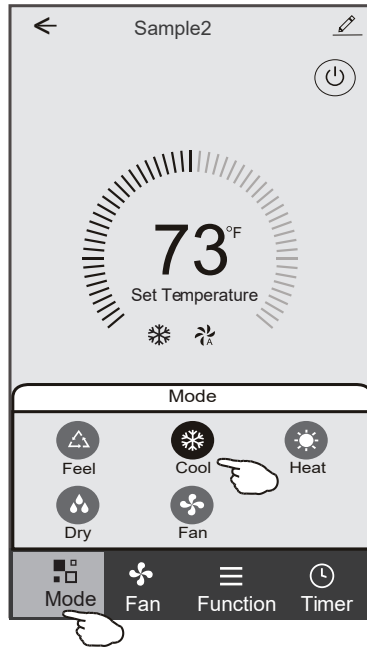 Sample2
73°F
Set Temperature
A
Mode
Feel Cool Heat
Dry Fan
Mode Fan Function Timer